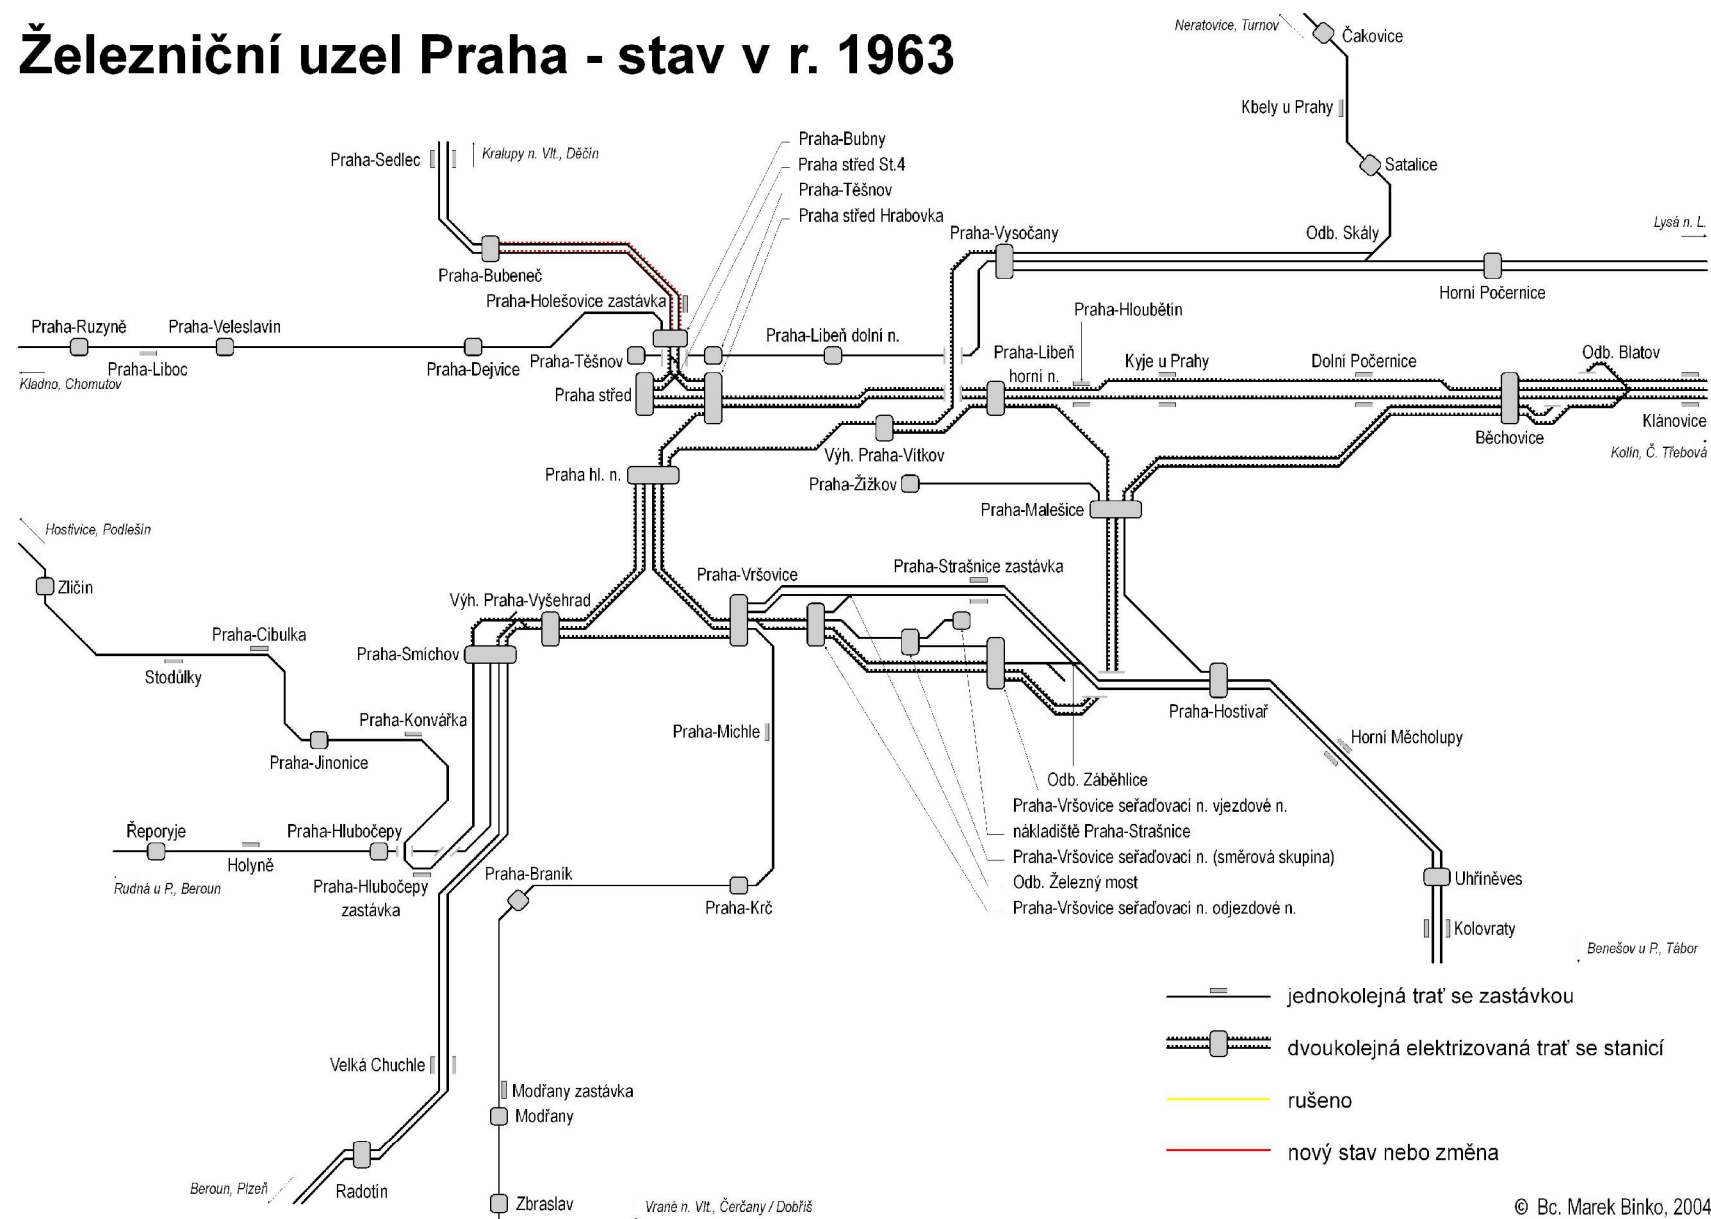 Železniční uzel Praha - stav v r. 1963
Neratovice, Turnov
Čakovice
Kbely u Prahy
Satalice
Praha-Sedlec
Kralupy n. Vlt., Děčín
Praha-Bubny
Praha střed St.4
Praha-Těšnov
Praha střed Hrabovka
Praha-Vysočany
Odb. Skály
Lysá n. L.
Praha-Bubeneč
Praha-Holešovice zastávka
Horní Počernice
Praha-Hloubětín
Praha-Ruzyně
Praha-Veleslavín
Praha-Liboc
Praha-Dejvice
Kladno, Chomutov
Praha-Těšnov
Praha-Libeň dolní n.
Praha-Libeň
horní n.
Kyje u Prahy
Dolní Počernice
Odb. Blatov
Praha střed
Klánovice
Běchovice
Kolín, Č. Třebová
Výh. Praha-Vítkov
Praha hl. n.
Praha-Žižkov
Praha-Malešice
Hostivice, Podlešín
Zličín
Praha-Vršovice
Praha-Strašnice zastávka
Výh. Praha-Vyšehrad
Praha-Cibulka
Praha-Smíchov
Stodůlky
Praha-Konvářka
Praha-Michle
Praha-Hostivař
Praha-Jinonice
Horní Měcholupy
Odb. Záběhlice
Praha-Vršovice seřaďovací n. vjezdové n.
nákladiště Praha-Strašnice
Praha-Vršovice seřaďovací n. (směrová skupina)
Odb. Železný most
Praha-Vršovice seřaďovací n. odjezdové n.
Řeporyje
Praha-Hlubočepy
Holyně
Rudná u P., Beroun
Praha-Hlubočepy
zastávka
Praha-Braník
Praha-Krč
Uhříněves
Kolovraty
Benešov u P., Tábor
jednokolejná trať se zastávkou
dvoukolejná elektrizovaná trať se stanicí
rušeno
nový stav nebo změna
Velká Chuchle
Modřany zastávka
Modřany
Beroun, Plzeň
Radotín
Zbraslav
Vrané n. Vlt., Čerčany / Dobříš
© Bc. Marek Binko, 2004